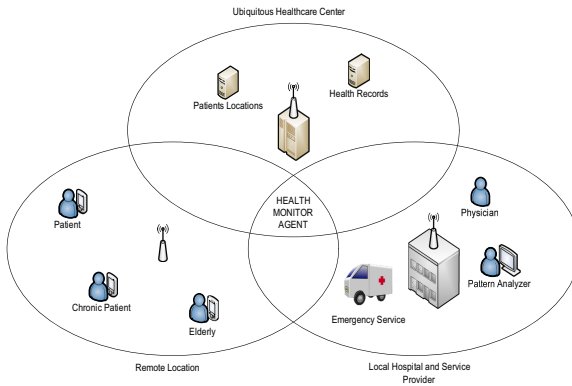 Ubiquitous Healthcare Center
Patients Locations
Health Records
HEALTH
MONITOR
AGENT
Patient
Chronic Patient
Elderly
Physician
Pattern Analyzer
Emergency Service
Remote Location
Local Hospital and Service
Provider